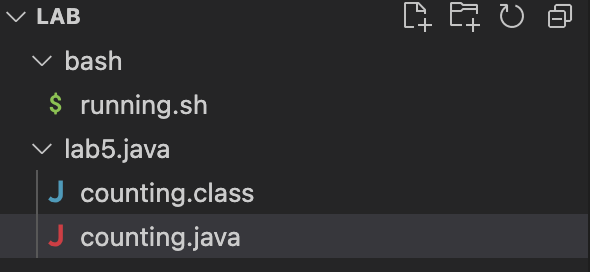 LAB
bash
$ running.sh
lab5.java
J counting.class
J counting.java